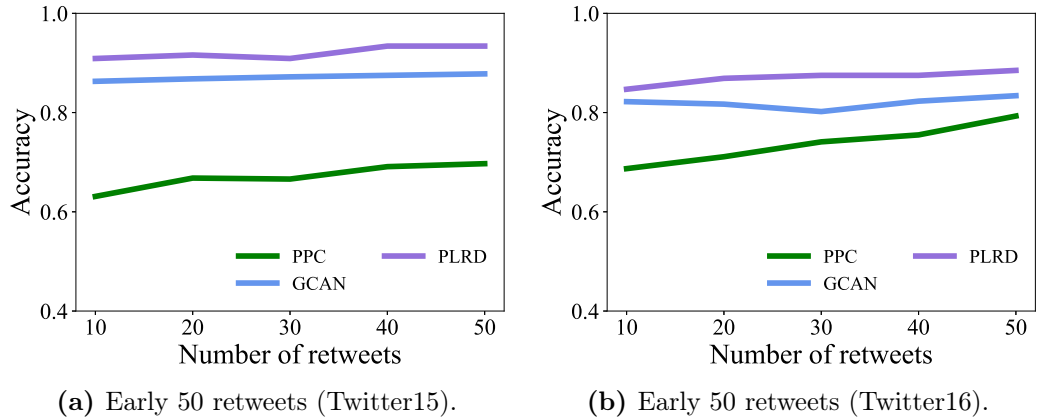 1.0
0.8
0.6
0.4
Accuracy
PPC
GCAN
PLRD
10 20 30 40 50
Number of retweets
(a) Early 50 retweets (Twitter15).
1.0
0.8
0.6
0.4
Accuracy
PPC
GCAN
PLRD
10 20 30 40 50
Number of retweets
(b) Early 50 retweets (Twitter16).